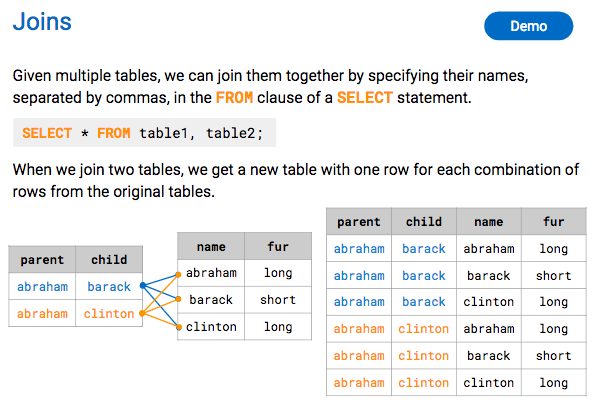 Joins
Demo
Given multiple tables, we can join them together by specifying their names,
separated by commas, in the FROM clause of a SELECT statement.
SELECT * FROM table1, table2;
When we join two tables, we get a new table with one row for each combination of
rows from the original tables.
parent child
abraham barack
abraham clinton
name fur
abraham long
barack short
clinton long
parent child name fur
abraham barack abraham long
abraham barack barack short
abraham barack clinton long
abraham clinton abraham long
abraham clinton barack short
abraham clinton clinton long